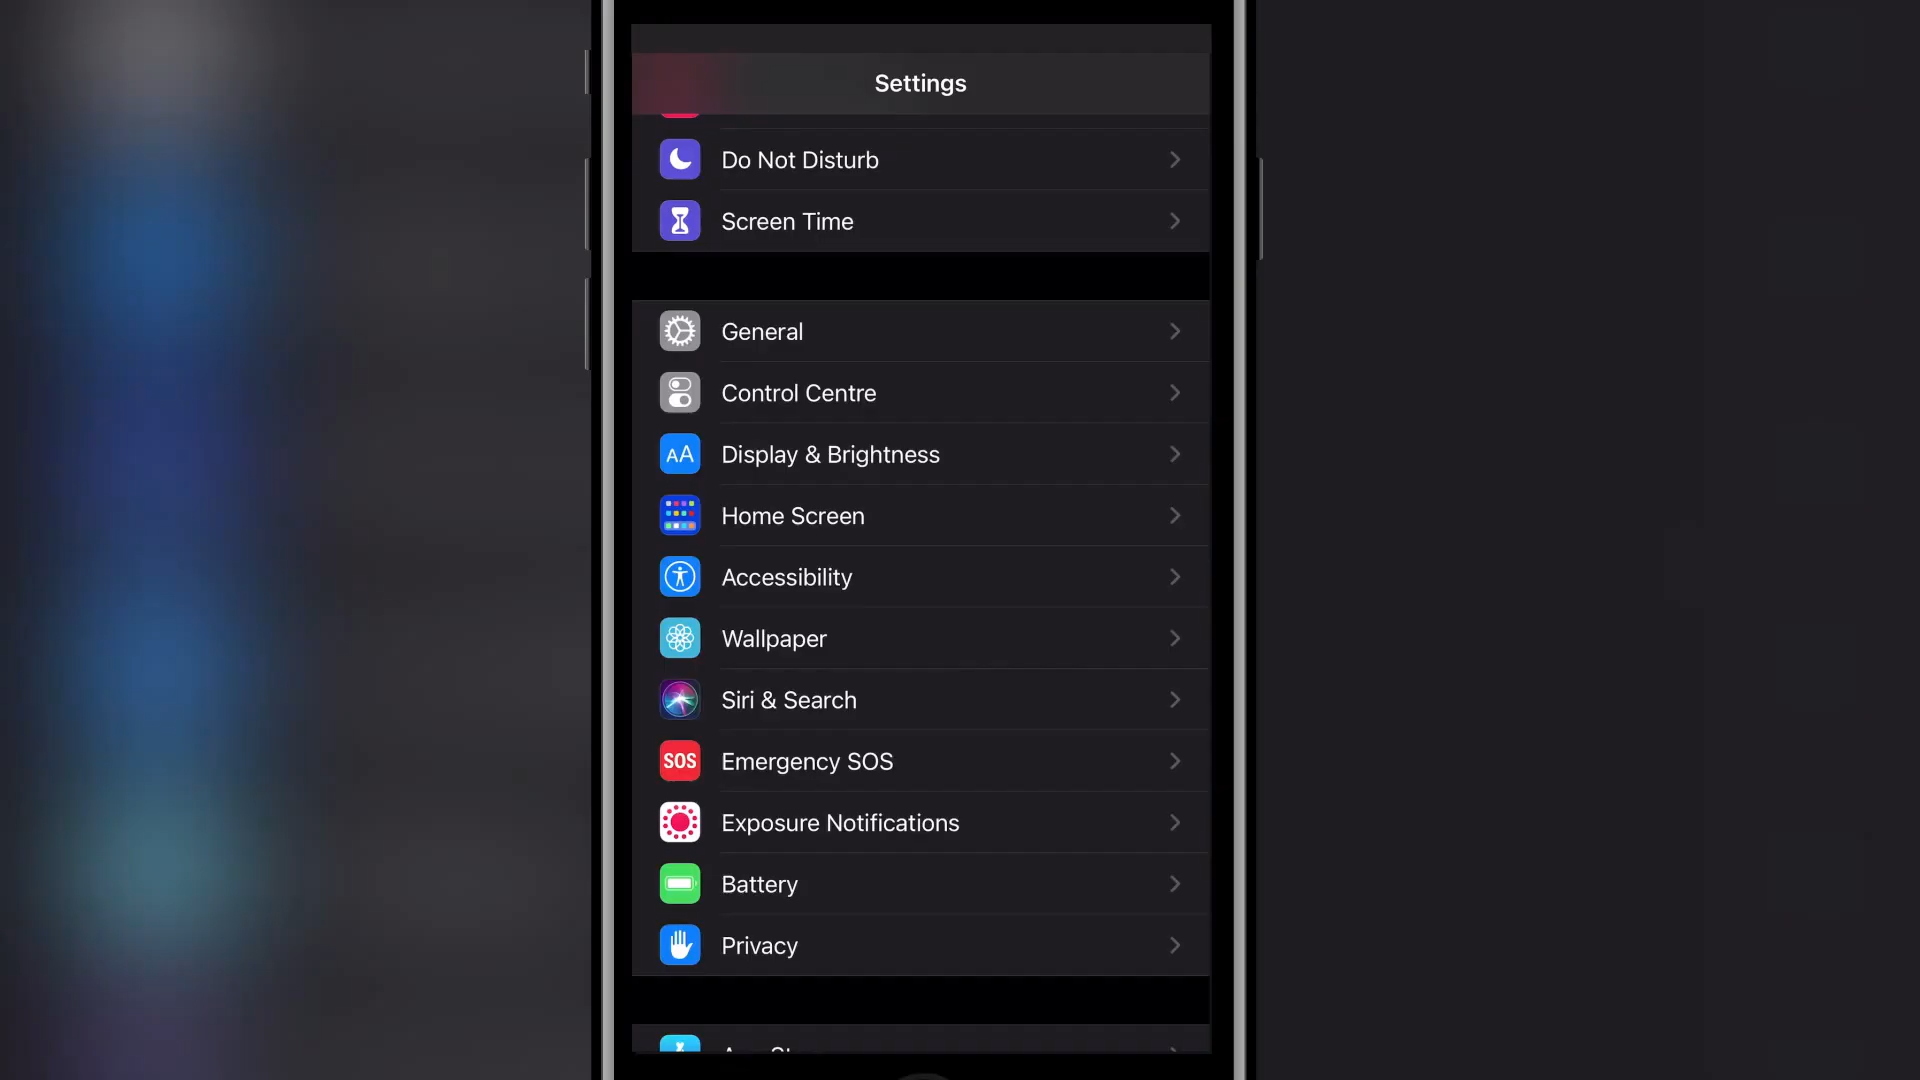 Settings
Do Not Disturb
Screen Time
General
Control Centre
AA Display & Brightness
Home Screen
Accessibility
Wallpaper
Siri & Search
SOS Emergency SOS
Exposure Notifications
Battery
Privacy